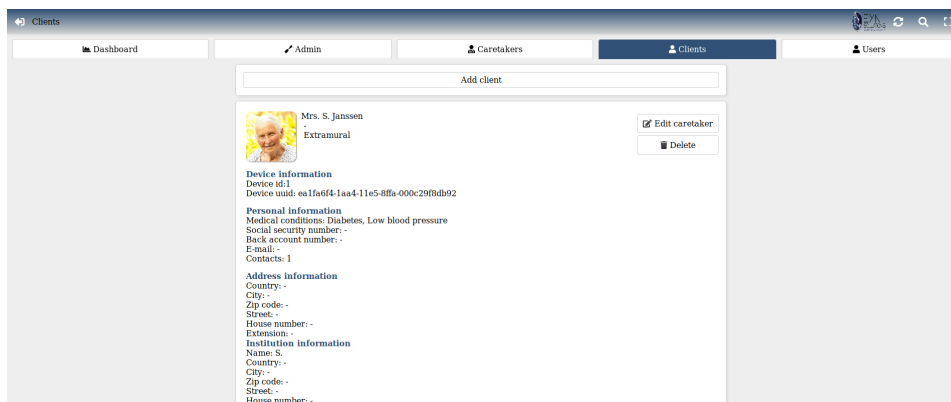 Clients
Dashboard
Admin
Caretakers
Clients
Users
Add client
Mrs. S. Janssen
-
Extramural
Edit caretaker
Delete
Device information
Device id:1
Device uuid: ea1fa6f4-1aa4-11e5-8ffa-000c29f8db92
Personal information
Medical conditions: Diabetes, Low blood pressure
Social security number: -
Back account number: -
E-mail: -
Contacts: 1
Address information
Country: -
City: -
Zip code: -
Street: -
House number: -
Extension: -
Institution information
Name: S.
Country: -
City: -
Zip code: -
Street: -
House number: -